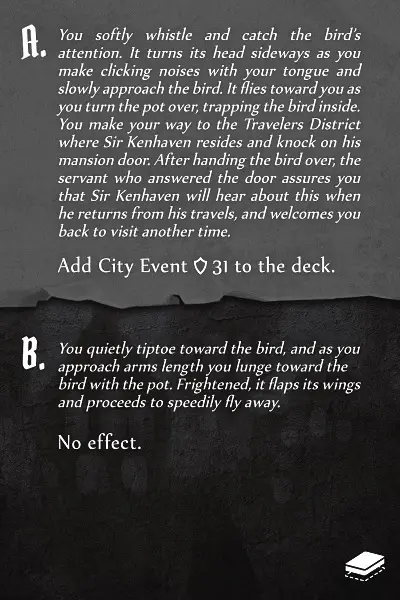 A. You softly whistle and catch the bird's
attention. It turns its head sideways as you
make clicking noises with your tongue and
slowly approach the bird. It flies toward you as
you turn the pot over, trapping the bird inside.
You make your way to the Travelers District
where Sir Kenhaven resides and knock on his
mansion door. After handing the bird over, the
servant who answered the door assures you
that Sir Kenhaven will hear about this when
he returns from his travels, and welcomes you
back to visit another time.
Add City Event 31 to the deck.
B. You quietly tiptoe toward the bird, and as you
approach arms length you lunge toward the
bird with the pot. Frightened, it flaps its wings
and proceeds to speedily fly away.
No effect.